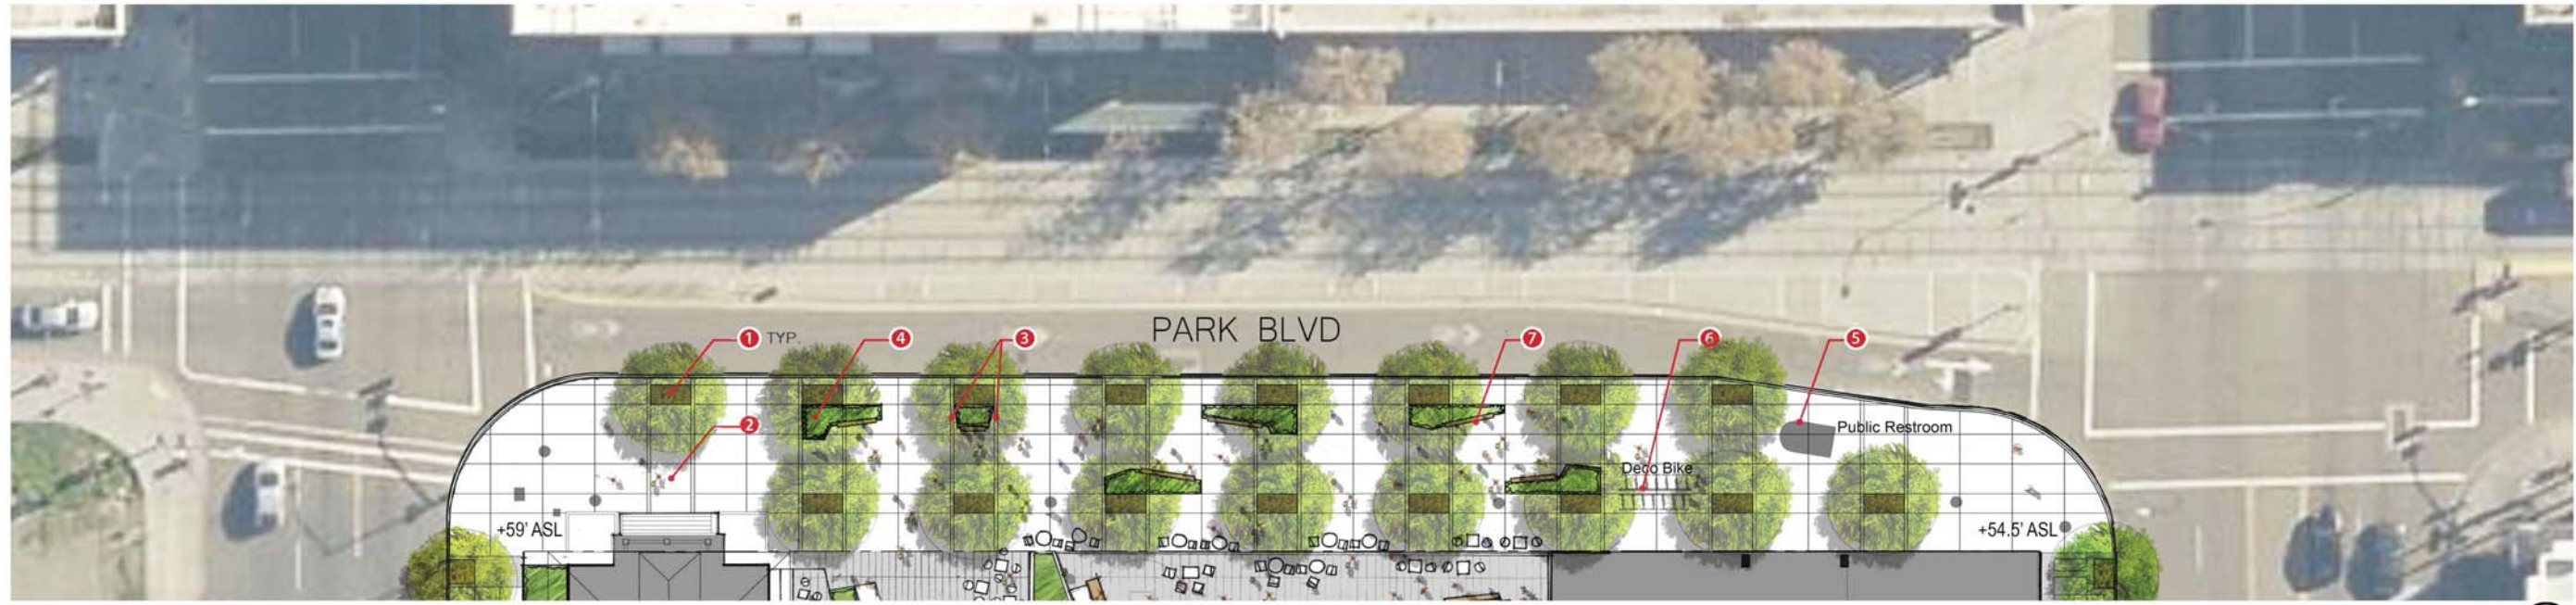 PARK BLVD
1 TYP.
4
3
7
6
5
2
Public Restroom
Deco Bike
+59' ASL
+54.5' ASL